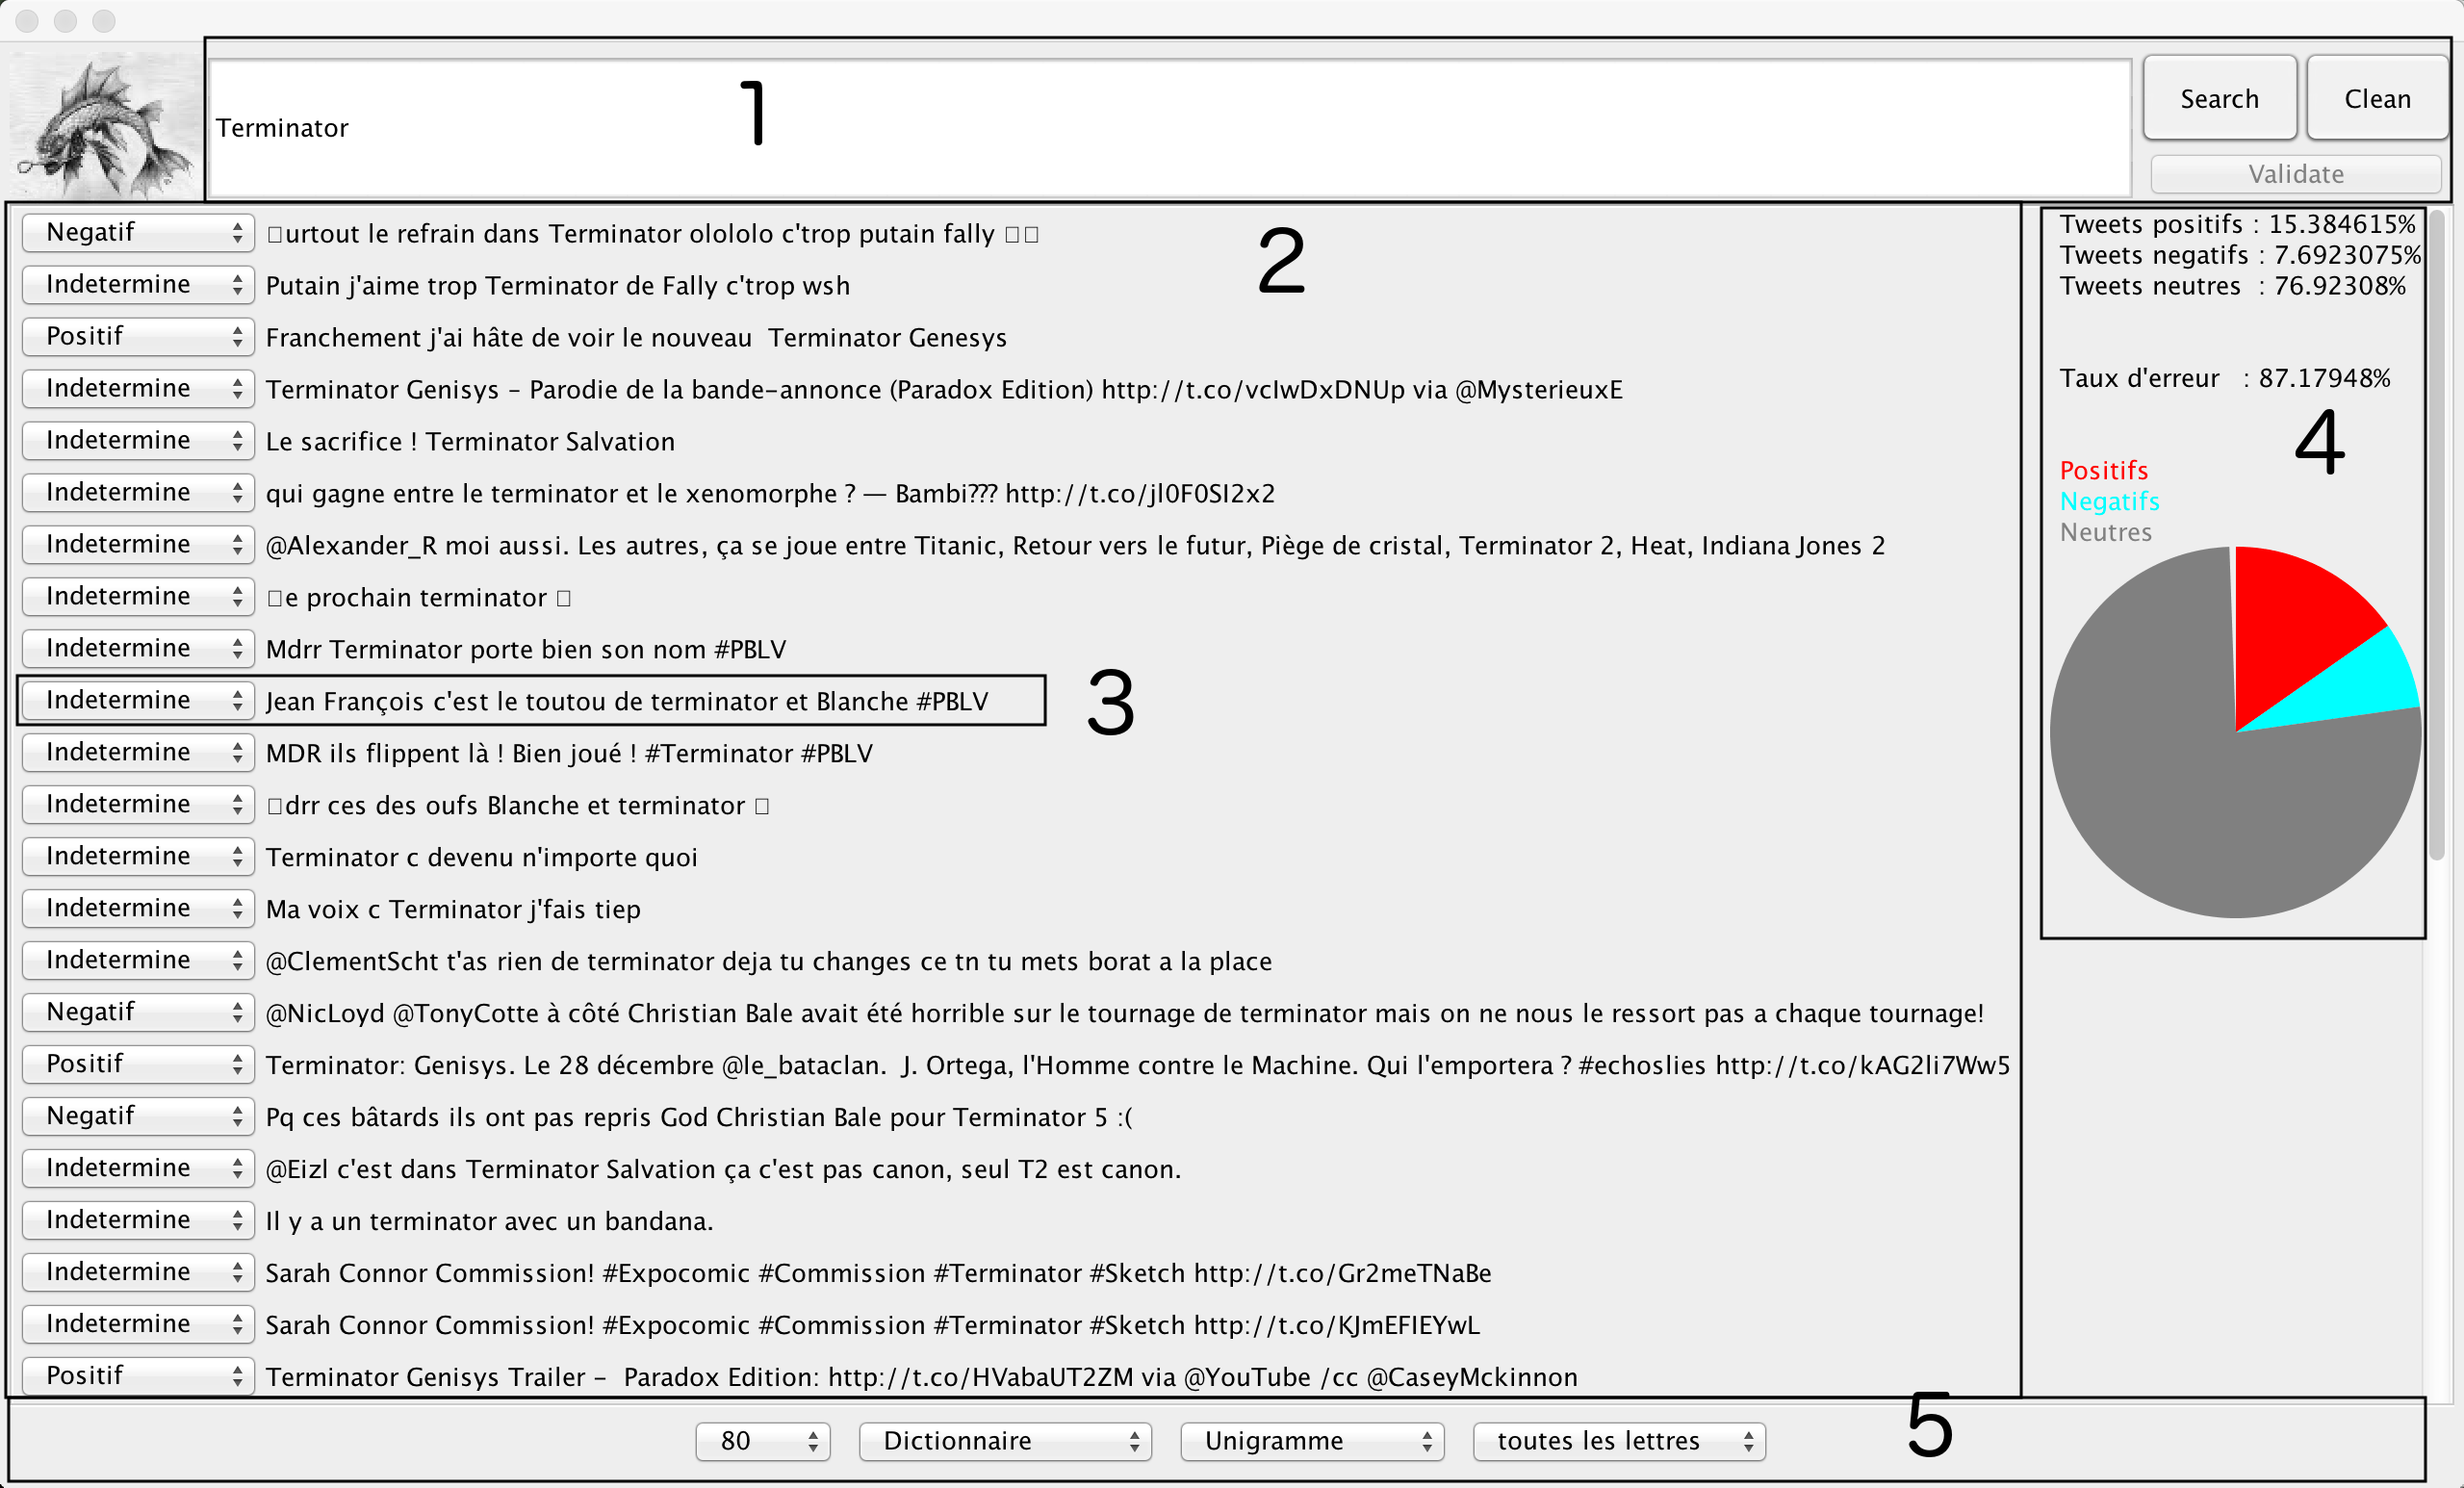 1
Terminator
Search
Clean
Validate
2
Negatif □urtout le refrain dans Terminator olololo c'trop putain fally □□
Indetermine Putain j'aime trop Terminator de Fally c'trop wsh
Positif Franchement j'ai hâte de voir le nouveau  Terminator Genesys
Indetermine Terminator Genisys - Parodie de la bande-annonce (Paradox Edition) http://t.co/vcIwDxDNUp via @MysterieuxE
Indetermine Le sacrifice ! Terminator Salvation
Indetermine qui gagne entre le terminator et le xenomorphe ? — Bambi??? http://t.co/jl0F0SI2x2
Indetermine @Alexander_R moi aussi. Les autres, ça se joue entre Titanic, Retour vers le futur, Piège de cristal, Terminator 2, Heat, Indiana Jones 2
Indetermine □e prochain terminator □
Indetermine Mdrr Terminator porte bien son nom #PBLV
Indetermine Jean François c'est le toutou de terminator et Blanche #PBLV
3
Indetermine MDR ils flippent là ! Bien joué ! #Terminator #PBLV
Indetermine □drr ces des oufs Blanche et terminator □
Indetermine Terminator c devenu n'importe quoi
Indetermine Ma voix c Terminator j'fais tiep
Indetermine @ClementScht t'as rien de terminator deja tu changes ce tn tu mets borat a la place
Negatif @NicLoyd @TonyCotte à côté Christian Bale avait été horrible sur le tournage de terminator mais on ne nous le ressort pas a chaque tournage!
Positif Terminator: Genisys. Le 28 décembre @le_bataclan.  J. Ortega, l'Homme contre le Machine. Qui l'emportera ? #echoslies http://t.co/kAG2li7Ww5
Negatif Pq ces bâtards ils ont pas repris God Christian Bale pour Terminator 5 :(
Indetermine @Eizl c'est dans Terminator Salvation ça c'est pas canon, seul T2 est canon.
Indetermine Il y a un terminator avec un bandana.
Indetermine Sarah Connor Commission! #Expocomic #Commission #Terminator #Sketch http://t.co/Gr2meTNaBe
Indetermine Sarah Connor Commission! #Expocomic #Commission #Terminator #Sketch http://t.co/KJmEFIEYwL
Positif Terminator Genisys Trailer -  Paradox Edition: http://t.co/HVabaUT2ZM via @YouTube /cc @CaseyMckinnon
Tweets positifs : 15.384615%
Tweets negatifs : 7.6923075%
Tweets neutres  : 76.92308%
Taux d'erreur   : 87.17948%
4
Positifs
Negatifs
Neutres
80
Dictionnaire
Unigramme
toutes les lettres
5